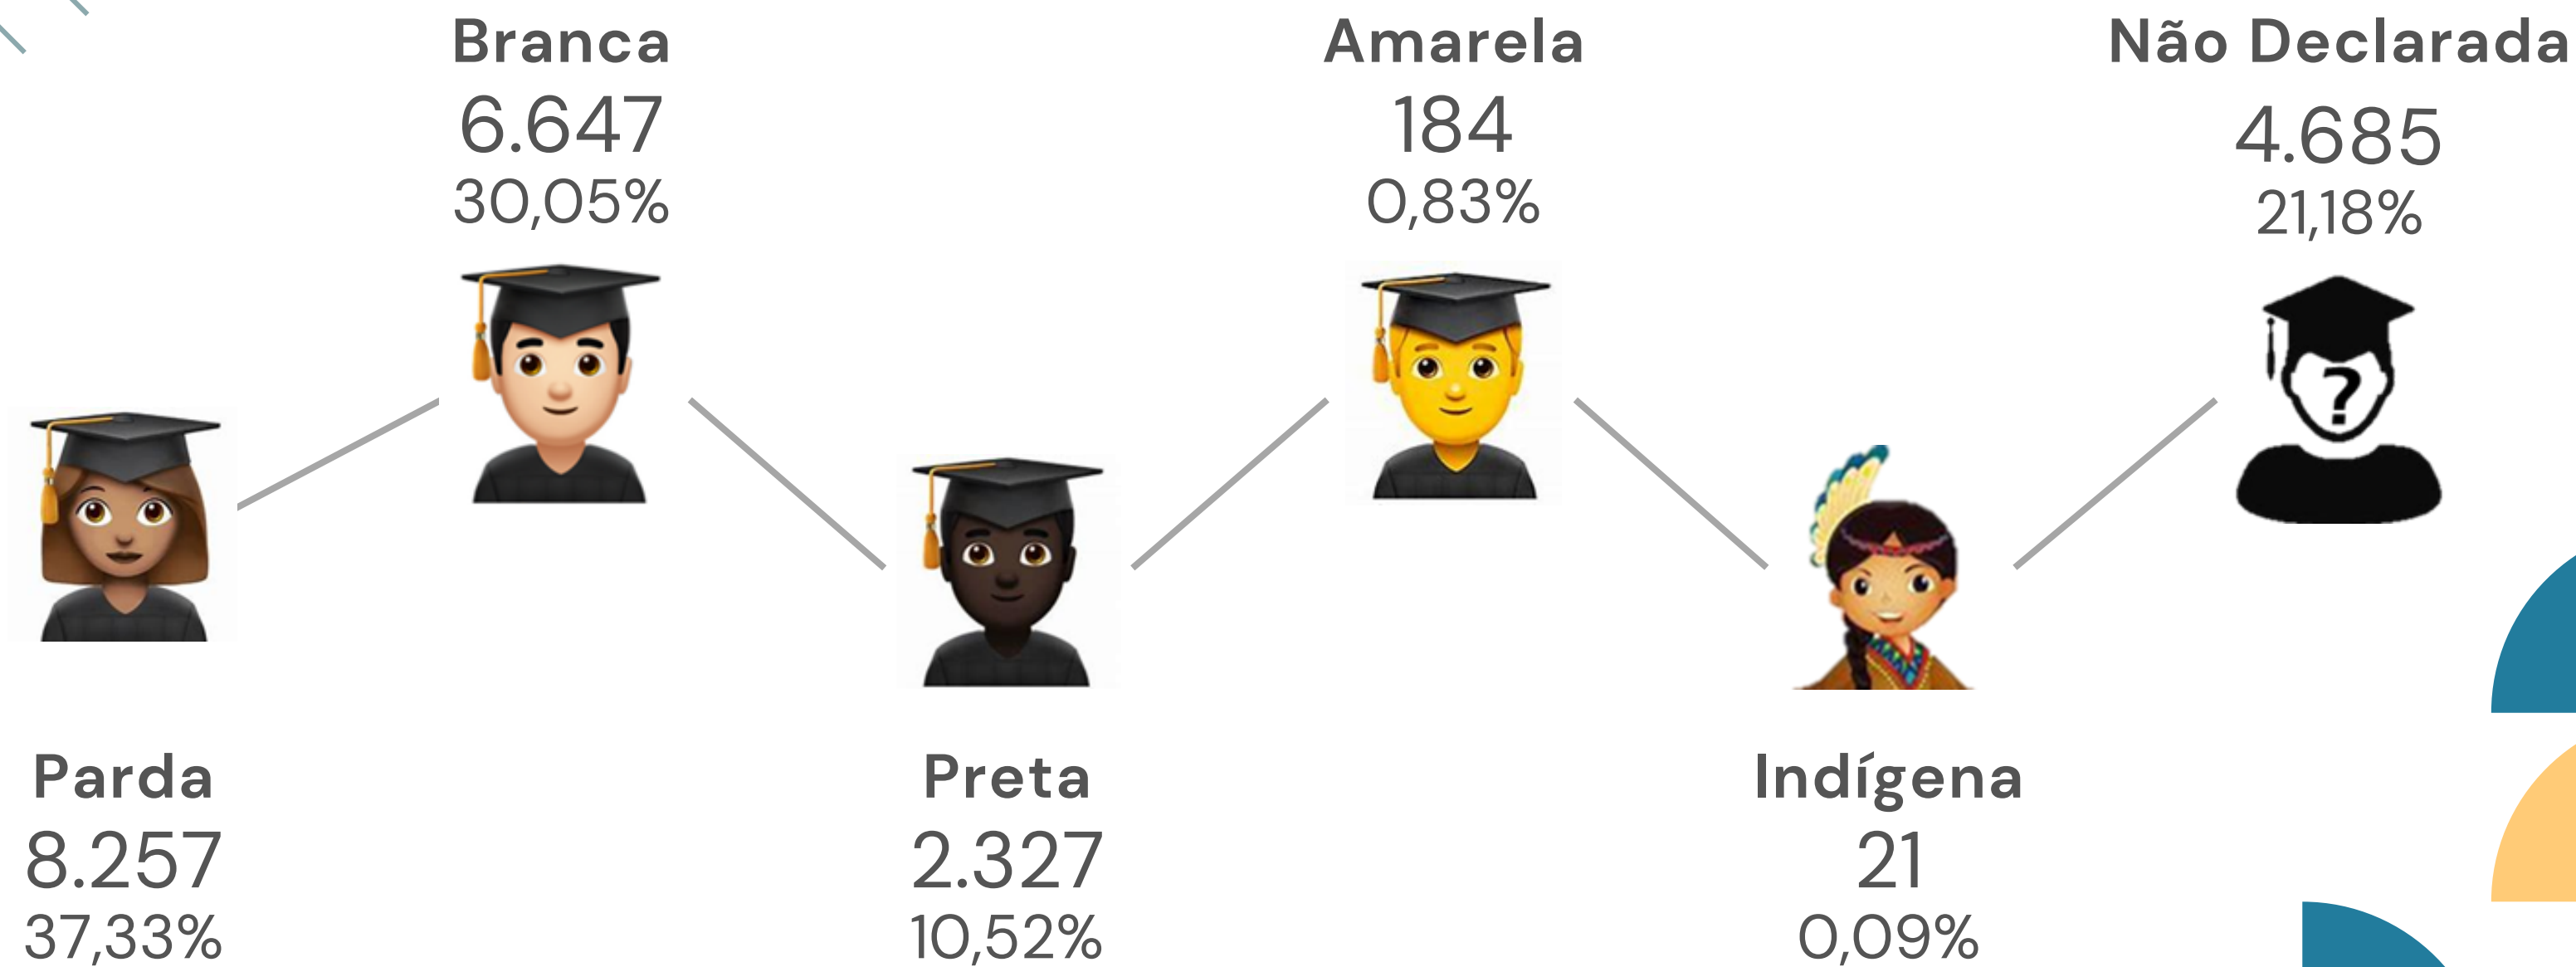 Branca
6.647
30,05%
Amarela
184
0,83%
Não Declarada
4.685
21,18%
?
Parda
8.257
37,33%
Preta
2.327
10,52%
Indígena
21
0,09%